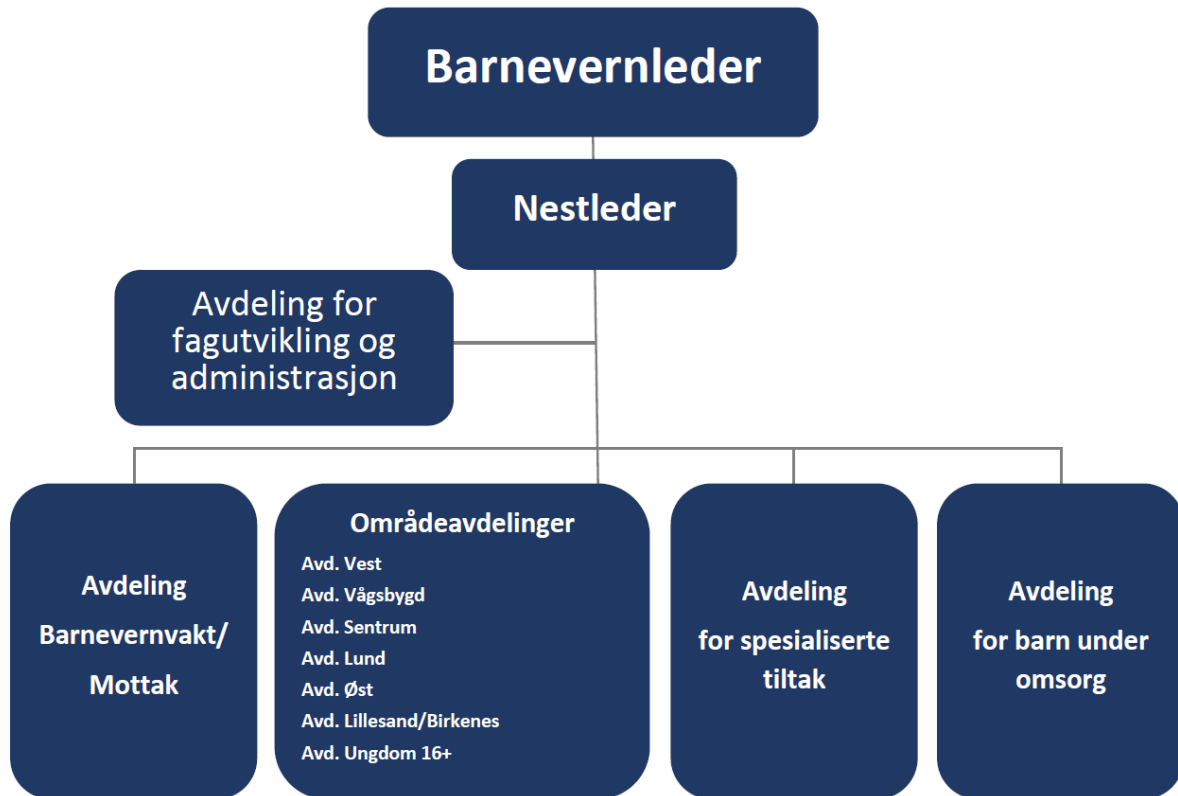 Barnevernleder
Nestleder
Avdeling for
fagutvikling og
administrasjon
Avdeling
Barnevernvakt/
Mottak
Områdeavdelinger
Avd. Vest
Avd. Vågsbygd
Avd. Sentrum
Avd. Lund
Avd. Øst
Avd. Lillesand/Birkenes
Avd. Ungdom 16+
Avdeling
for spesialiserte
tiltak
Avdeling
for barn under
omsorg